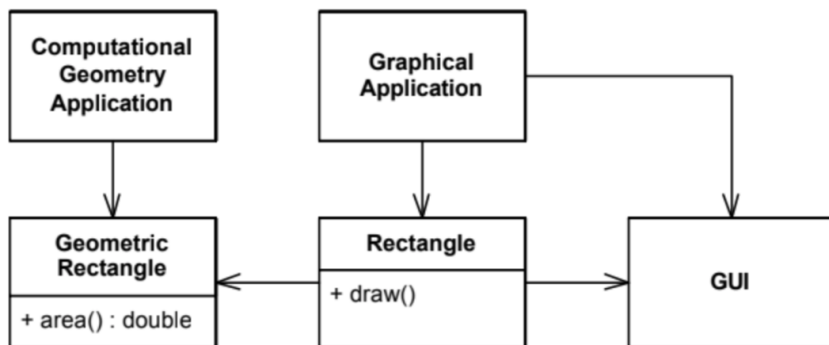 Computational
Geometry
Application
Graphical
Application
Geometric
Rectangle
+ area() : double
Rectangle
+ draw()
GUI